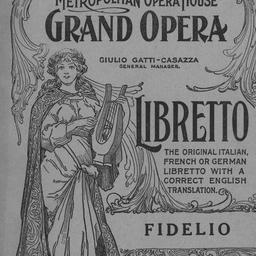 METROPOLITAN OPERA HOUSE
GRAND OPERA
GIULIO GATTI-CASAZZA
GENERAL MANAGER.
LIBRETTO
THE ORIGINAL ITALIAN,
FRENCH OR GERMAN
LIBRETTO WITH A
CORRECT ENGLISH
TRANSLATION.
FIDELIO